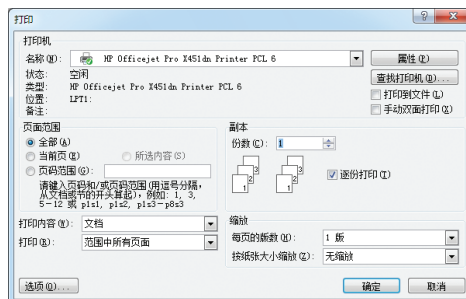 打印
打印机
名称(N): HP Officejet Pro X451dn Printer PCL 6 属性(P)
状态: 空闲 查找打印机(D)...
类型: HP Officejet Pro X451dn Printer PCL 6
位置: LPT1: 打印到文件(L)
备注: 手动双面打印(X)
页面范围 副本
全部(A) 份数(C): 1
当前页(E) 所选内容(S)
页码范围(G): 逐份打印(T)
请键入页码和/或页码范围(用逗号分隔,
从文档或节的开头算起), 例如: 1, 3,
5-12 或 p1s1, p1s2, p1s3-p8s3
1 2 3 1 2 3
打印内容(W): 文档 缩放
打印(R): 范围中所有页面 每页的版数(H): 1 版
按纸张大小缩放(Z): 无缩放
选项(O)... 确定 取消